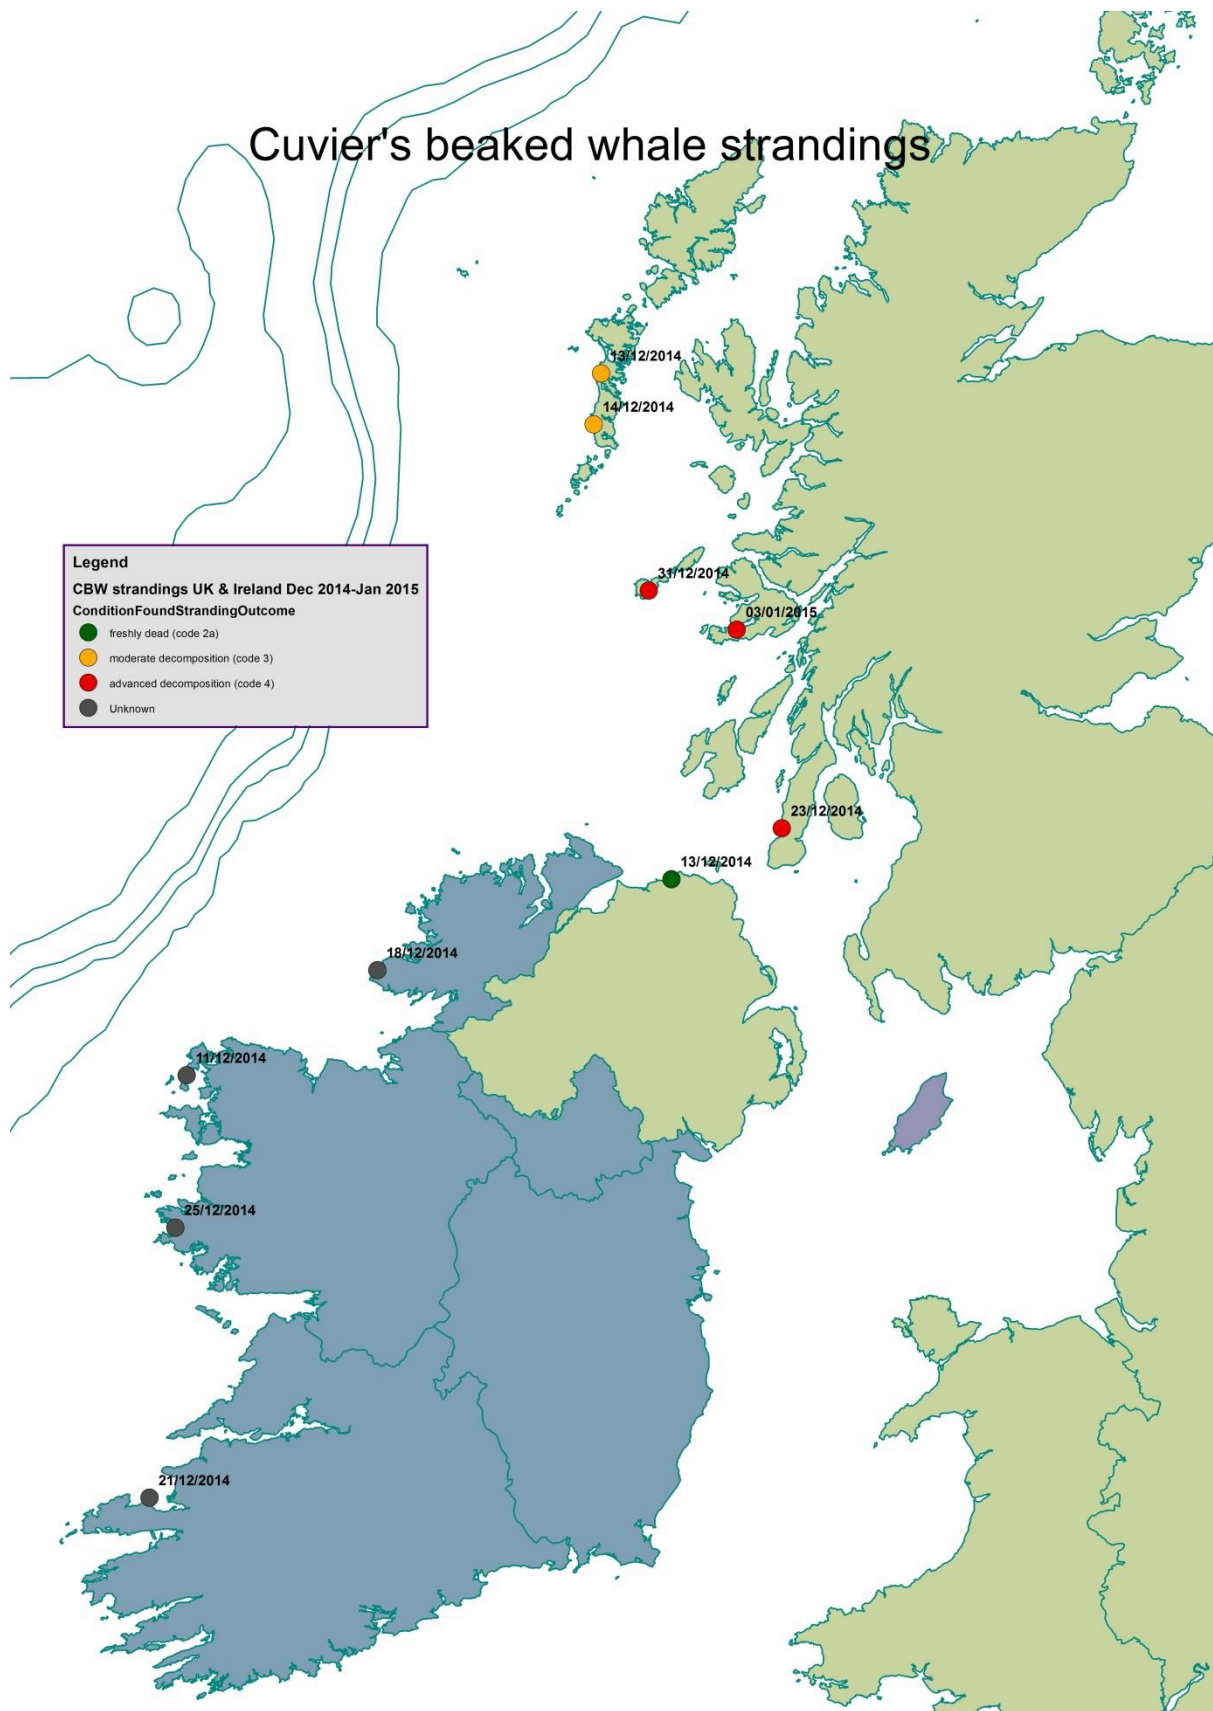 Cuvier's beaked whale strandings
13/12/2014
14/12/2014
Legend
CBW strandings UK & Ireland Dec 2014-Jan 2015
ConditionFoundStrandingOutcome
freshly dead (code 2a)
moderate decomposition (code 3)
advanced decomposition (code 4)
Unknown
31/12/2014
03/01/2015
23/12/2014
13/12/2014
18/12/2014
11/12/2014
25/12/2014
21/12/2014